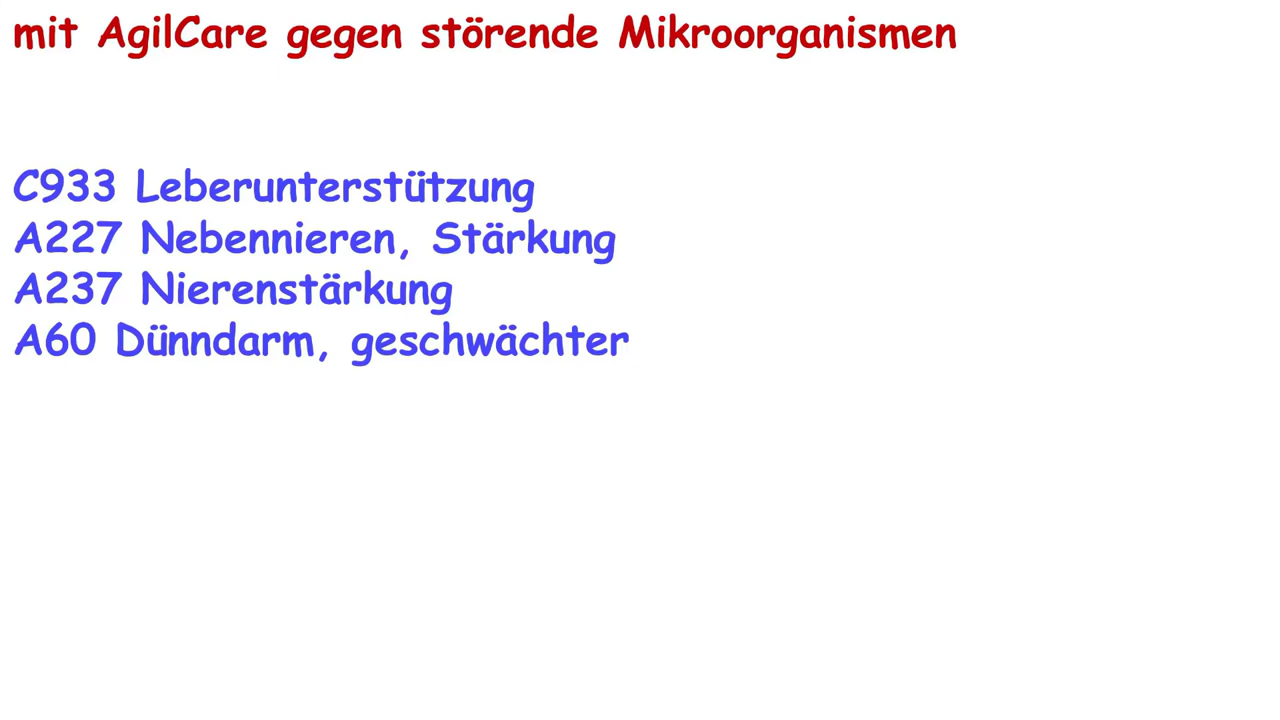 mit AgilCare gegen störende Mikroorganismen
C933 Leberunterstützung
A227 Nebennieren, Stärkung
A237 Nierenstärkung
A60 Dünndarm, geschwächter